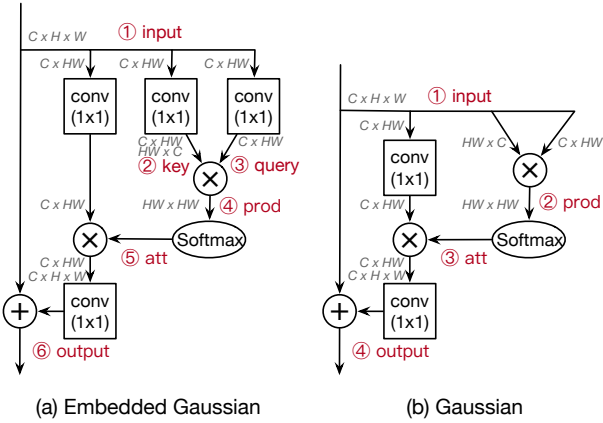 ① input
C x H x W
C x HW
C x HW
C x HW
conv
(1x1)
conv
(1x1)
conv
(1x1)
C x HW
HW x C
C x HW
② key
③ query
×
HW x HW
④ prod
C x HW
×
Softmax
⑤ att
C x HW
C x H x W
conv
(1x1)
+
⑥ output
(a) Embedded Gaussian
① input
C x H x W
C x HW
HW x C
C x HW
conv
(1x1)
×
C x HW
HW x HW
② prod
×
Softmax
③ att
C x HW
C x H x W
conv
(1x1)
+
④ output
(b) Gaussian